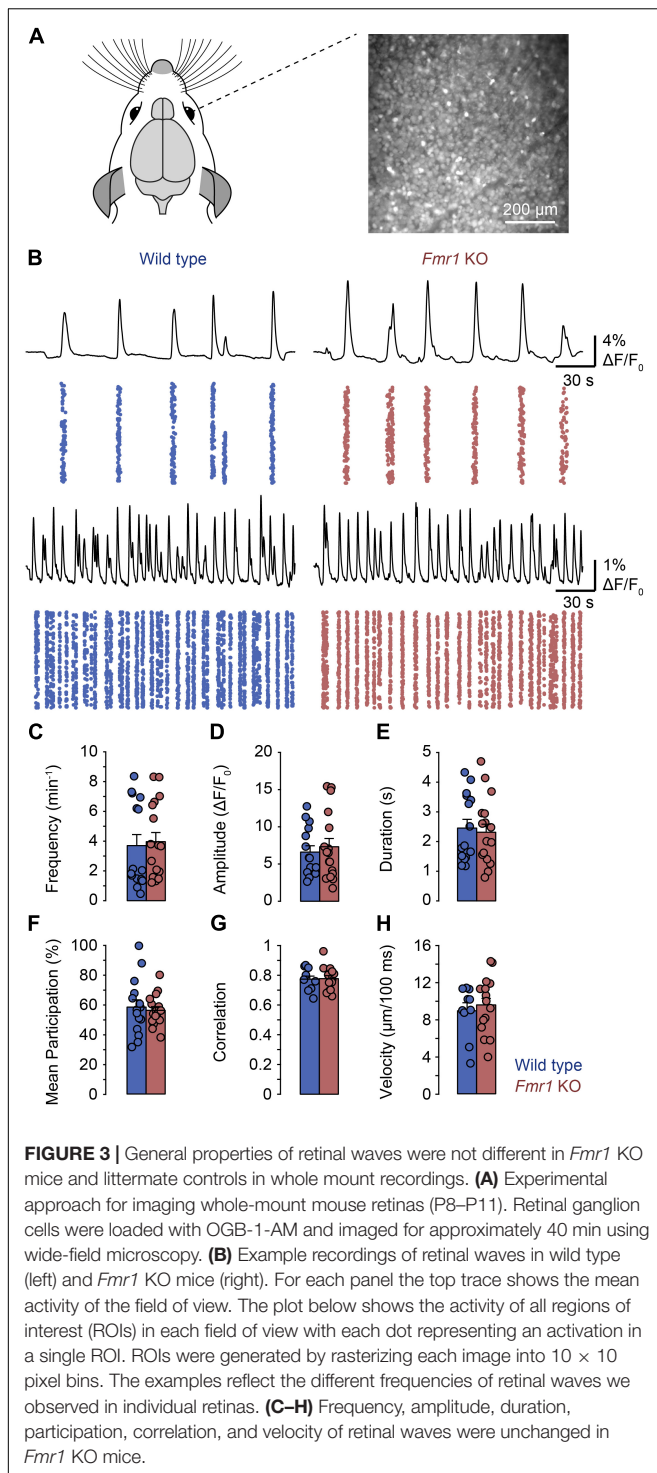 A
200 μm
B
Wild type
Fmr1 KO
4%
ΔF/F0
30 s
1%
ΔF/F0
30 s
C
Frequency (min-1)
10
8
6
4
2
0
D
Amplitude (ΔF/F0)
20
15
10
5
0
E
Duration (s)
5
4
3
2
1
0
F
Mean Participation (%)
100
80
60
40
20
0
G
Correlation
1
0.8
0.6
0.4
0.2
0
H
Velocity (μm/100 ms)
16
12
8
4
0
Wild type
Fmr1 KO
FIGURE 3 | General properties of retinal waves were not different in Fmr1 KO
mice and littermate controls in whole mount recordings. (A) Experimental
approach for imaging whole-mount mouse retinas (P8–P11). Retinal ganglion
cells were loaded with OGB-1-AM and imaged for approximately 40 min using
wide-field microscopy. (B) Example recordings of retinal waves in wild type
(left) and Fmr1 KO mice (right). For each panel the top trace shows the mean
activity of the field of view. The plot below shows the activity of all regions of
interest (ROIs) in each field of view with each dot representing an activation in
a single ROI. ROIs were generated by rasterizing each image into 10 × 10
pixel bins. The examples reflect the different frequencies of retinal waves we
observed in individual retinas. (C–H) Frequency, amplitude, duration,
participation, correlation, and velocity of retinal waves were unchanged in
Fmr1 KO mice.